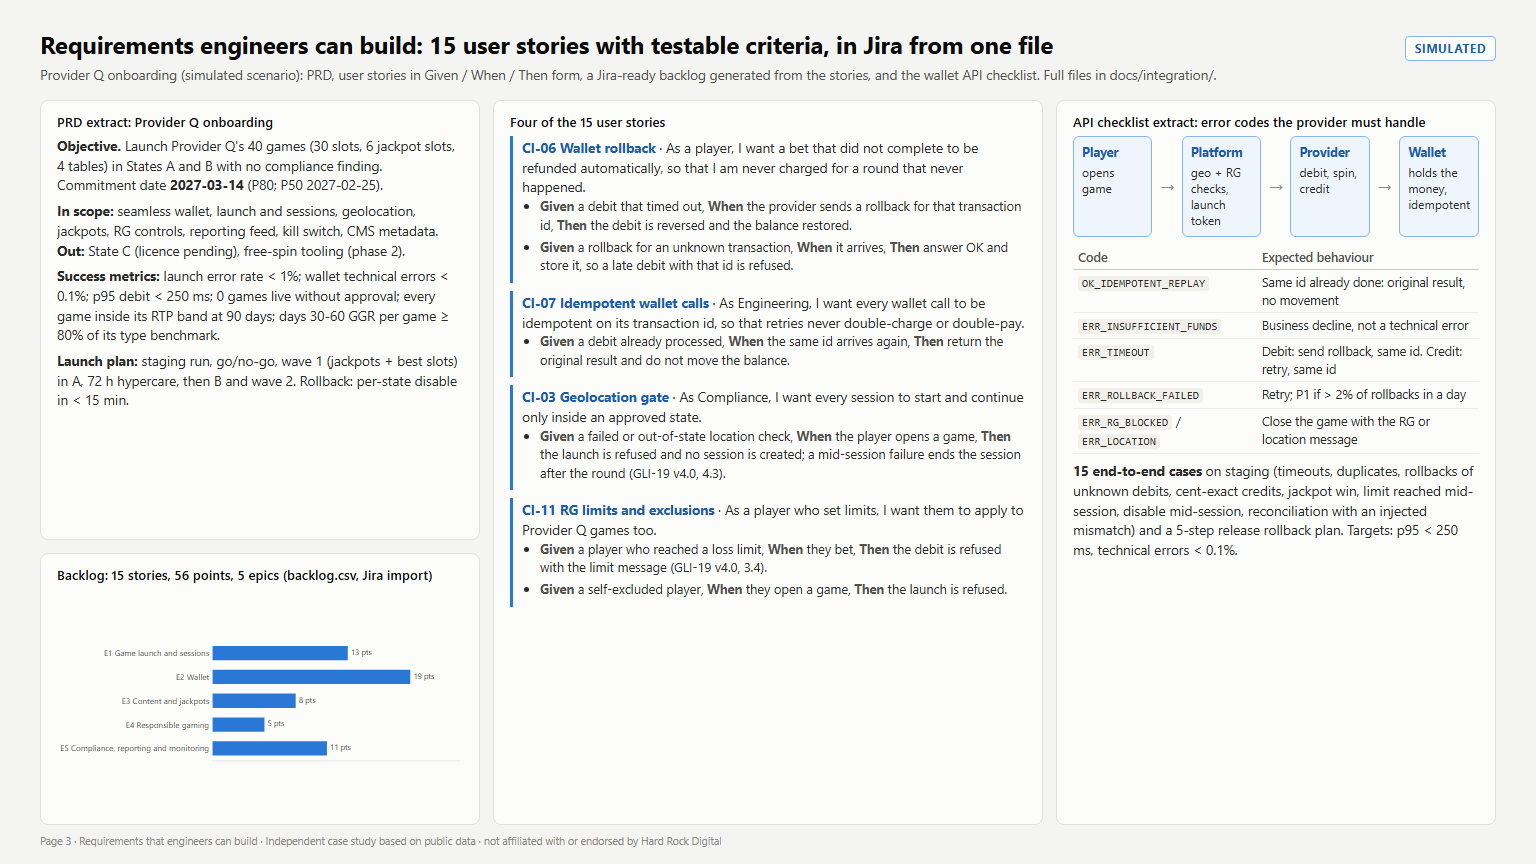 Requirements engineers can build: 15 user stories with testable criteria, in Jira from one file
SIMULATED
Provider Q onboarding (simulated scenario): PRD, user stories in Given / When / Then form, a Jira-ready backlog generated from the stories, and the wallet API checklist. Full files in docs/integration/.
PRD extract: Provider Q onboarding
Objective. Launch Provider Q's 40 games (30 slots, 6 jackpot slots,
4 tables) in States A and B with no compliance finding.
Commitment date 2027-03-14 (P80; P50 2027-02-25).
In scope: seamless wallet, launch and sessions, geolocation,
jackpots, RG controls, reporting feed, kill switch, CMS metadata.
Out: State C (licence pending), free-spin tooling (phase 2).
Success metrics: launch error rate < 1%; wallet technical errors <
0.1%; p95 debit < 250 ms; 0 games live without approval; every
game inside its RTP band at 90 days; days 30-60 GGR per game ≥
80% of its type benchmark.
Launch plan: staging run, go/no-go, wave 1 (jackpots + best slots)
in A, 72 h hypercare, then B and wave 2. Rollback: per-state disable
in < 15 min.
Backlog: 15 stories, 56 points, 5 epics (backlog.csv, Jira import)
E1 Game launch and sessions 13 pts
E2 Wallet 19 pts
E3 Content and jackpots 8 pts
E4 Responsible gaming 5 pts
E5 Compliance, reporting and monitoring 11 pts
Four of the 15 user stories
CI-06 Wallet rollback · As a player, I want a bet that did not complete to be
refunded automatically, so that I am never charged for a round that never
happened.
• Given a debit that timed out, When the provider sends a rollback for that transaction
id, Then the debit is reversed and the balance restored.
• Given a rollback for an unknown transaction, When it arrives, Then answer OK and
store it, so a late debit with that id is refused.
CI-07 Idempotent wallet calls · As Engineering, I want every wallet call to be
idempotent on its transaction id, so that retries never double-charge or double-pay.
• Given a debit already processed, When the same id arrives again, Then return the
original result and do not move the balance.
CI-03 Geolocation gate · As Compliance, I want every session to start and continue
only inside an approved state.
• Given a failed or out-of-state location check, When the player opens a game, Then
the launch is refused and no session is created; a mid-session failure ends the session
after the round (GLI-19 v4.0, 4.3).
CI-11 RG limits and exclusions · As a player who set limits, I want them to apply to
Provider Q games too.
• Given a player who reached a loss limit, When they bet, Then the debit is refused
with the limit message (GLI-19 v4.0, 3.4).
• Given a self-excluded player, When they open a game, Then the launch is refused.
API checklist extract: error codes the provider must handle
Player
opens
game
→
Platform
geo + RG
checks,
launch
token
→
Provider
debit, spin,
credit
→
Wallet
holds the
money,
idempotent
Code Expected behaviour
OK_IDEMPOTENT_REPLAY Same id already done: original result,
no movement
ERR_INSUFFICIENT_FUNDS Business decline, not a technical error
ERR_TIMEOUT Debit: send rollback, same id. Credit:
retry, same id
ERR_ROLLBACK_FAILED Retry; P1 if > 2% of rollbacks in a day
ERR_RG_BLOCKED / Close the game with the RG or
ERR_LOCATION location message
15 end-to-end cases on staging (timeouts, duplicates, rollbacks of
unknown debits, cent-exact credits, jackpot win, limit reached mid-
session, disable mid-session, reconciliation with an injected
mismatch) and a 5-step release rollback plan. Targets: p95 < 250
ms, technical errors < 0.1%.
Page 3 · Requirements that engineers can build · Independent case study based on public data · not affiliated with or endorsed by Hard Rock Digital